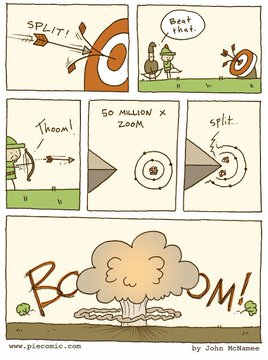 SPLIT!
Beat
that.
Thoom!
50 MILLION X
ZOOM
split.
BOOM!
www.piecomic.com
by John McNamee